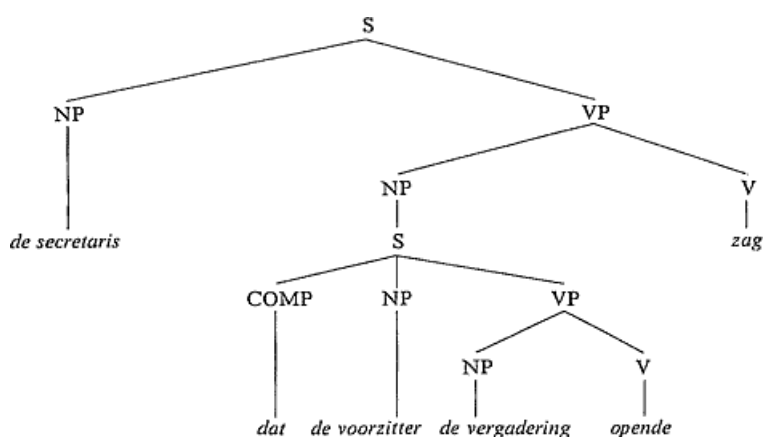 S
NP VP
NP V
de secretaris S zag
COMP NP VP
NP V
dat de voorzitter de vergadering opende